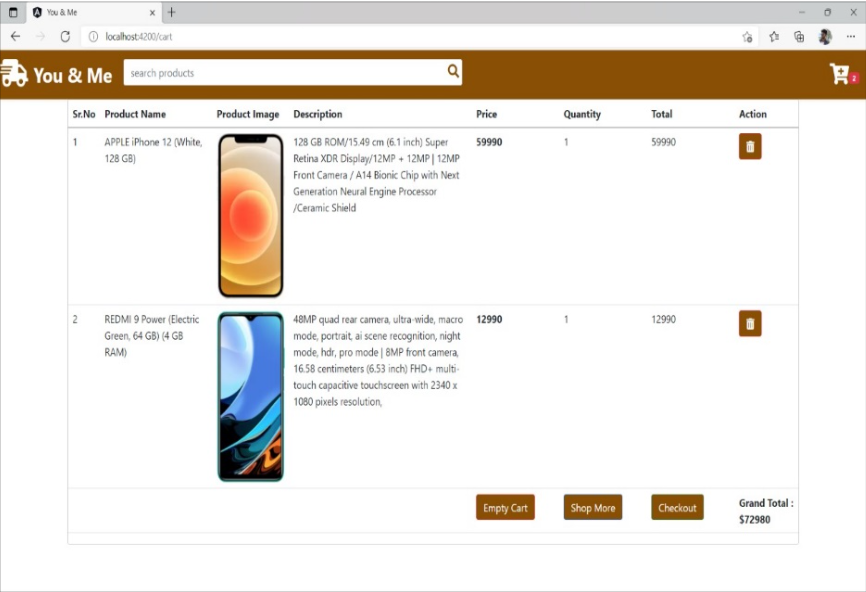 You & Me
localhost:4200/cart
You & Me search products 2
Sr.No Product Name Product Image Description Price Quantity Total Action
1 APPLE iPhone 12 (White, 128 GB ROM/15.49 cm (6.1 inch) Super 59990 1 59990
128 GB) Retina XDR Display/12MP + 12MP | 12MP
Front Camera / A14 Bionic Chip with Next
Generation Neural Engine Processor
/Ceramic Shield
2 REDMI 9 Power (Electric 48MP quad rear camera, ultra-wide, macro 12990 1 12990
Green, 64 GB) (4 GB mode, portrait, ai scene recognition, night
RAM) mode, hdr, pro mode | 8MP front camera,
16.58 centimeters (6.53 inch) FHD+ multi-
touch capacitive touchscreen with 2340 x
1080 pixels resolution,
Empty Cart Shop More Checkout Grand Total :
$72980